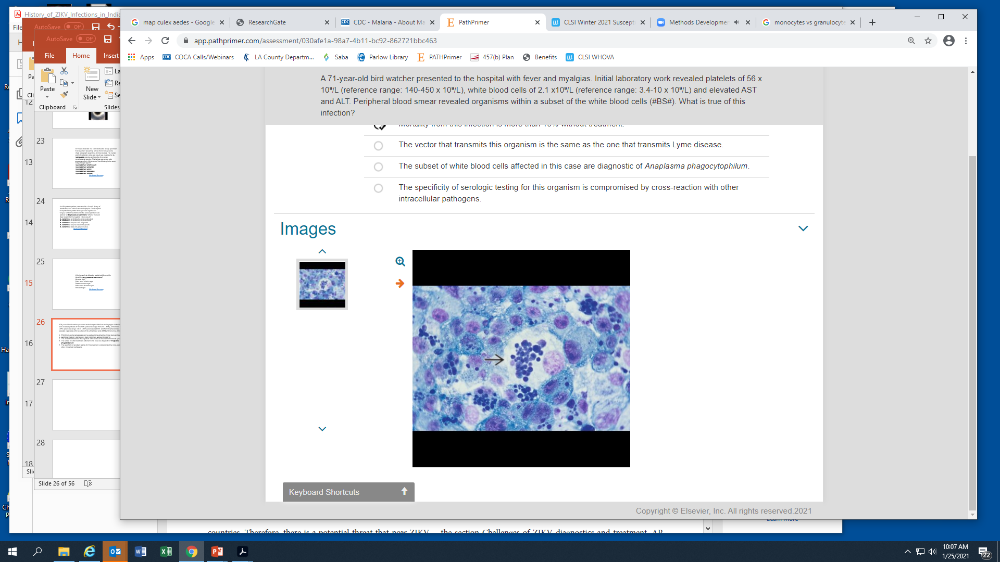 History_of_ZIKV_Infections_in_India
AutoSave Off
AutoSave Off
map culex aedes - Google
ResearchGate
CDC - Malaria - About Ma
PathPrimer
CLSI Winter 2021 Suscept
Methods Developmen
monocytes vs granulocyte
app.pathprimer.com/assessment/030afe1a-98a7-4b11-bc92-862721bbc463
Apps
COCA Calls/Webinars
LA County Departm...
Saba
Parlow Library
PATHPrimer
457(b) Plan
Benefits
CLSI WHOVA
File
Home
Insert
Paste
New
Slide
Clipboard
Slides
A 71-year-old bird watcher presented to the hospital with fever and myalgias. Initial laboratory work revealed platelets of 56 x
10⁹/L (reference range: 140-450 x 10⁹/L), white blood cells of 2.1 x10⁹/L (reference range: 3.4-10 x 10⁹/L) and elevated AST
and ALT. Peripheral blood smear revealed organisms within a subset of the white blood cells (#BS#). What is true of this
infection?
The vector that transmits this organism is the same as the one that transmits Lyme disease.
The subset of white blood cells affected in this case are diagnostic of Anaplasma phagocytophilum.
The specificity of serologic testing for this organism is compromised by cross-reaction with other
intracellular pathogens.
Images
Keyboard Shortcuts
Copyright © Elsevier, Inc. All rights reserved.2021
12
23
13
24
14
25
15
26
16
27
17
28
18
Slide 26 of 56
Learn More
countries. Therefore, there is a potential threat that now ZIKV
the section Challenges of ZIKV diagnostics and treatment. AR
10:07 AM
1/25/2021
22